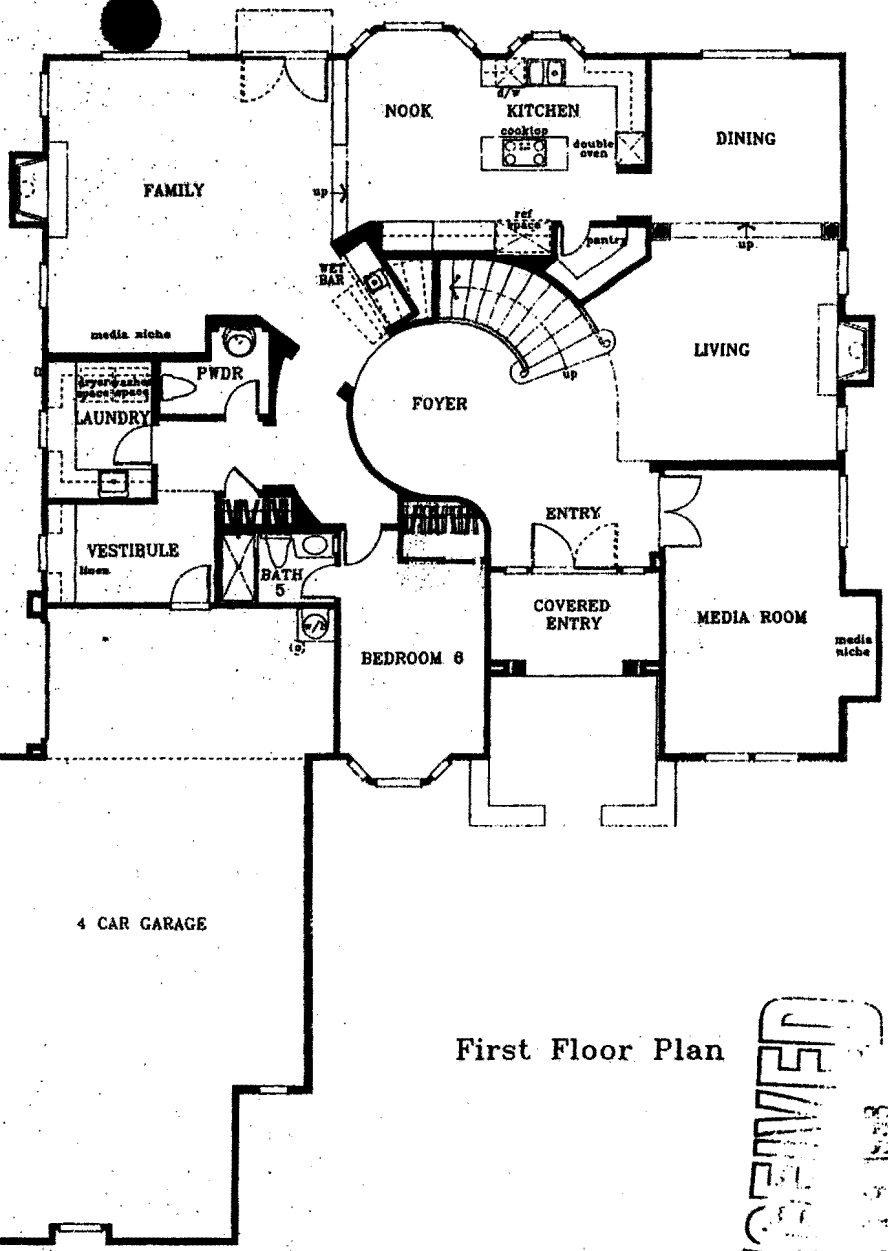 NOOK
d/w
KITCHEN
cooktop
double
oven
DINING
FAMILY
up
ref
space
pantry
up
WET
BAR
media niche
PWDR
dryer washer
space space
LAUNDRY
FOYER
up
LIVING
ENTRY
VESTIBULE
linen
BATH
5
w/h
(g)
COVERED
ENTRY
MEDIA ROOM
media
niche
BEDROOM 6
4 CAR GARAGE
First Floor Plan
RECEIVED